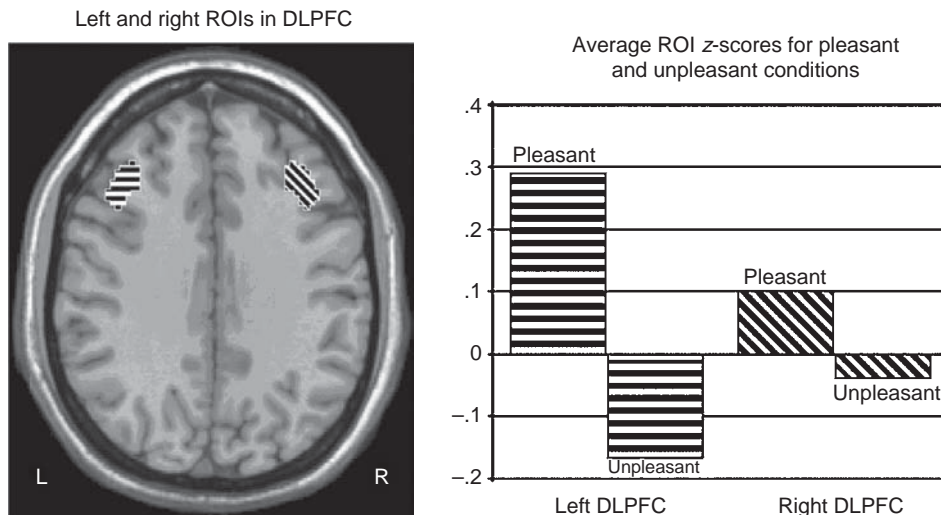 Left and right ROIs in DLPFC
L
R
Average ROI z-scores for pleasant
and unpleasant conditions
.4
.3
.2
.1
0
–.1
–.2
Pleasant
Unpleasant
Pleasant
Unpleasant
Left DLPFC
Right DLPFC